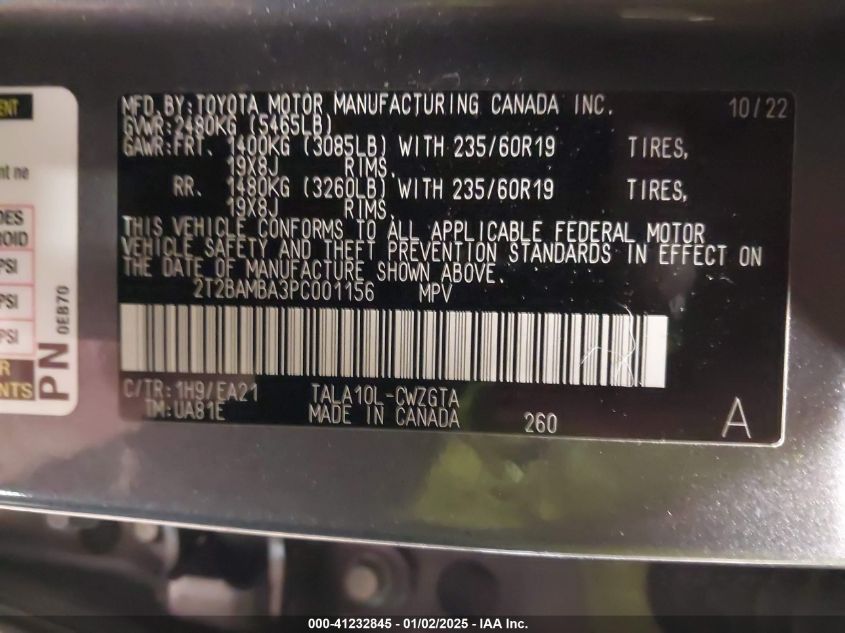 MFD.BY:TOYOTA MOTOR MANUFACTURING CANADA INC. 10/22
GVWR:2480KG (5465LB)
GAWR:FRT. 1400KG (3085LB) WITH 235/60R19 TIRES,
19X8J RIMS,
RR. 1480KG (3260LB) WITH 235/60R19 TIRES,
19X8J RIMS,
THIS VEHICLE CONFORMS TO ALL APPLICABLE FEDERAL MOTOR
VEHICLE SAFETY AND THEFT PREVENTION STANDARDS IN EFFECT ON
THE DATE OF MANUFACTURE SHOWN ABOVE.
2T2BAMBA3PC001156 MPV
C/TR:1H9/EA21 TALA10L-CWZGTA
TM:UA81E MADE IN CANADA 260 A
PSI
PSI
PSI
PN 0EB70
000-41232845 - 01/02/2025 - IAA Inc.